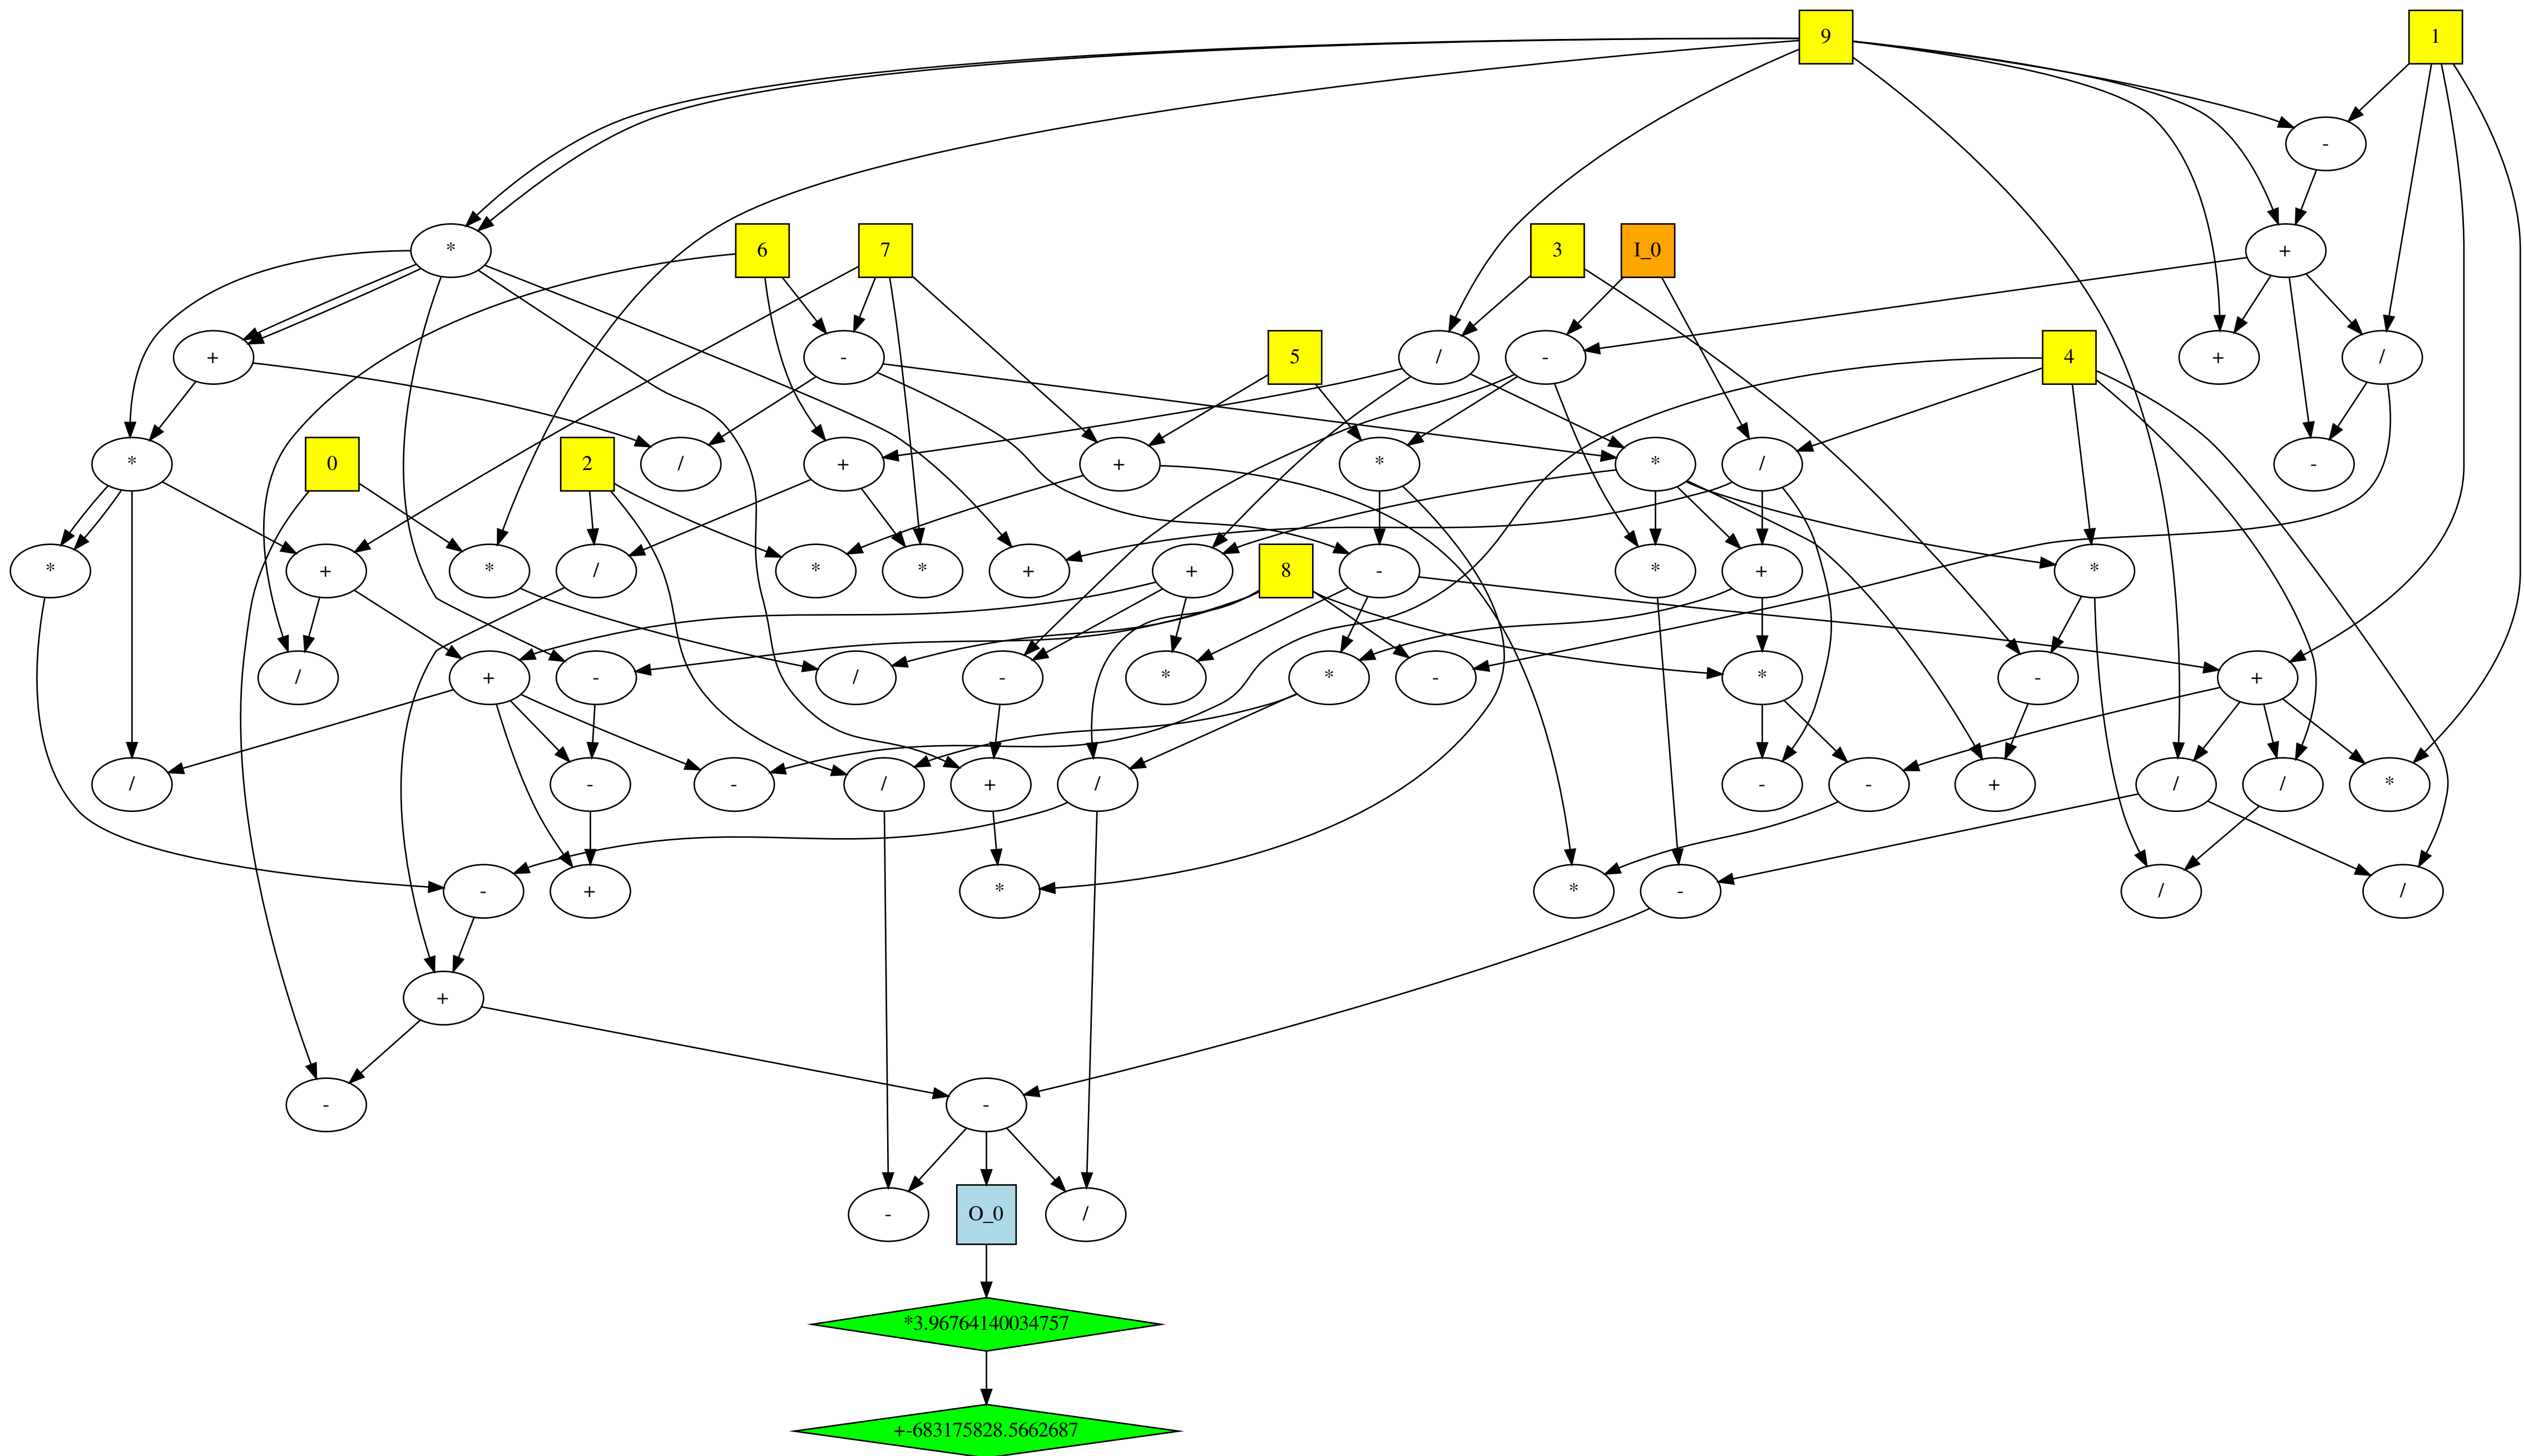 9 1
-
* 6 7 3 I_0 +
+ - 5 / - + 4 /
* 0 2 / + + * * / -
* + * / * * + + - 8 * + *
/ + - / - * * - * - +
/ - - / + / - - + / / *
- + * * - / /
+
- -
- O_0 /
*3.96764140034757
+-683175828.5662687